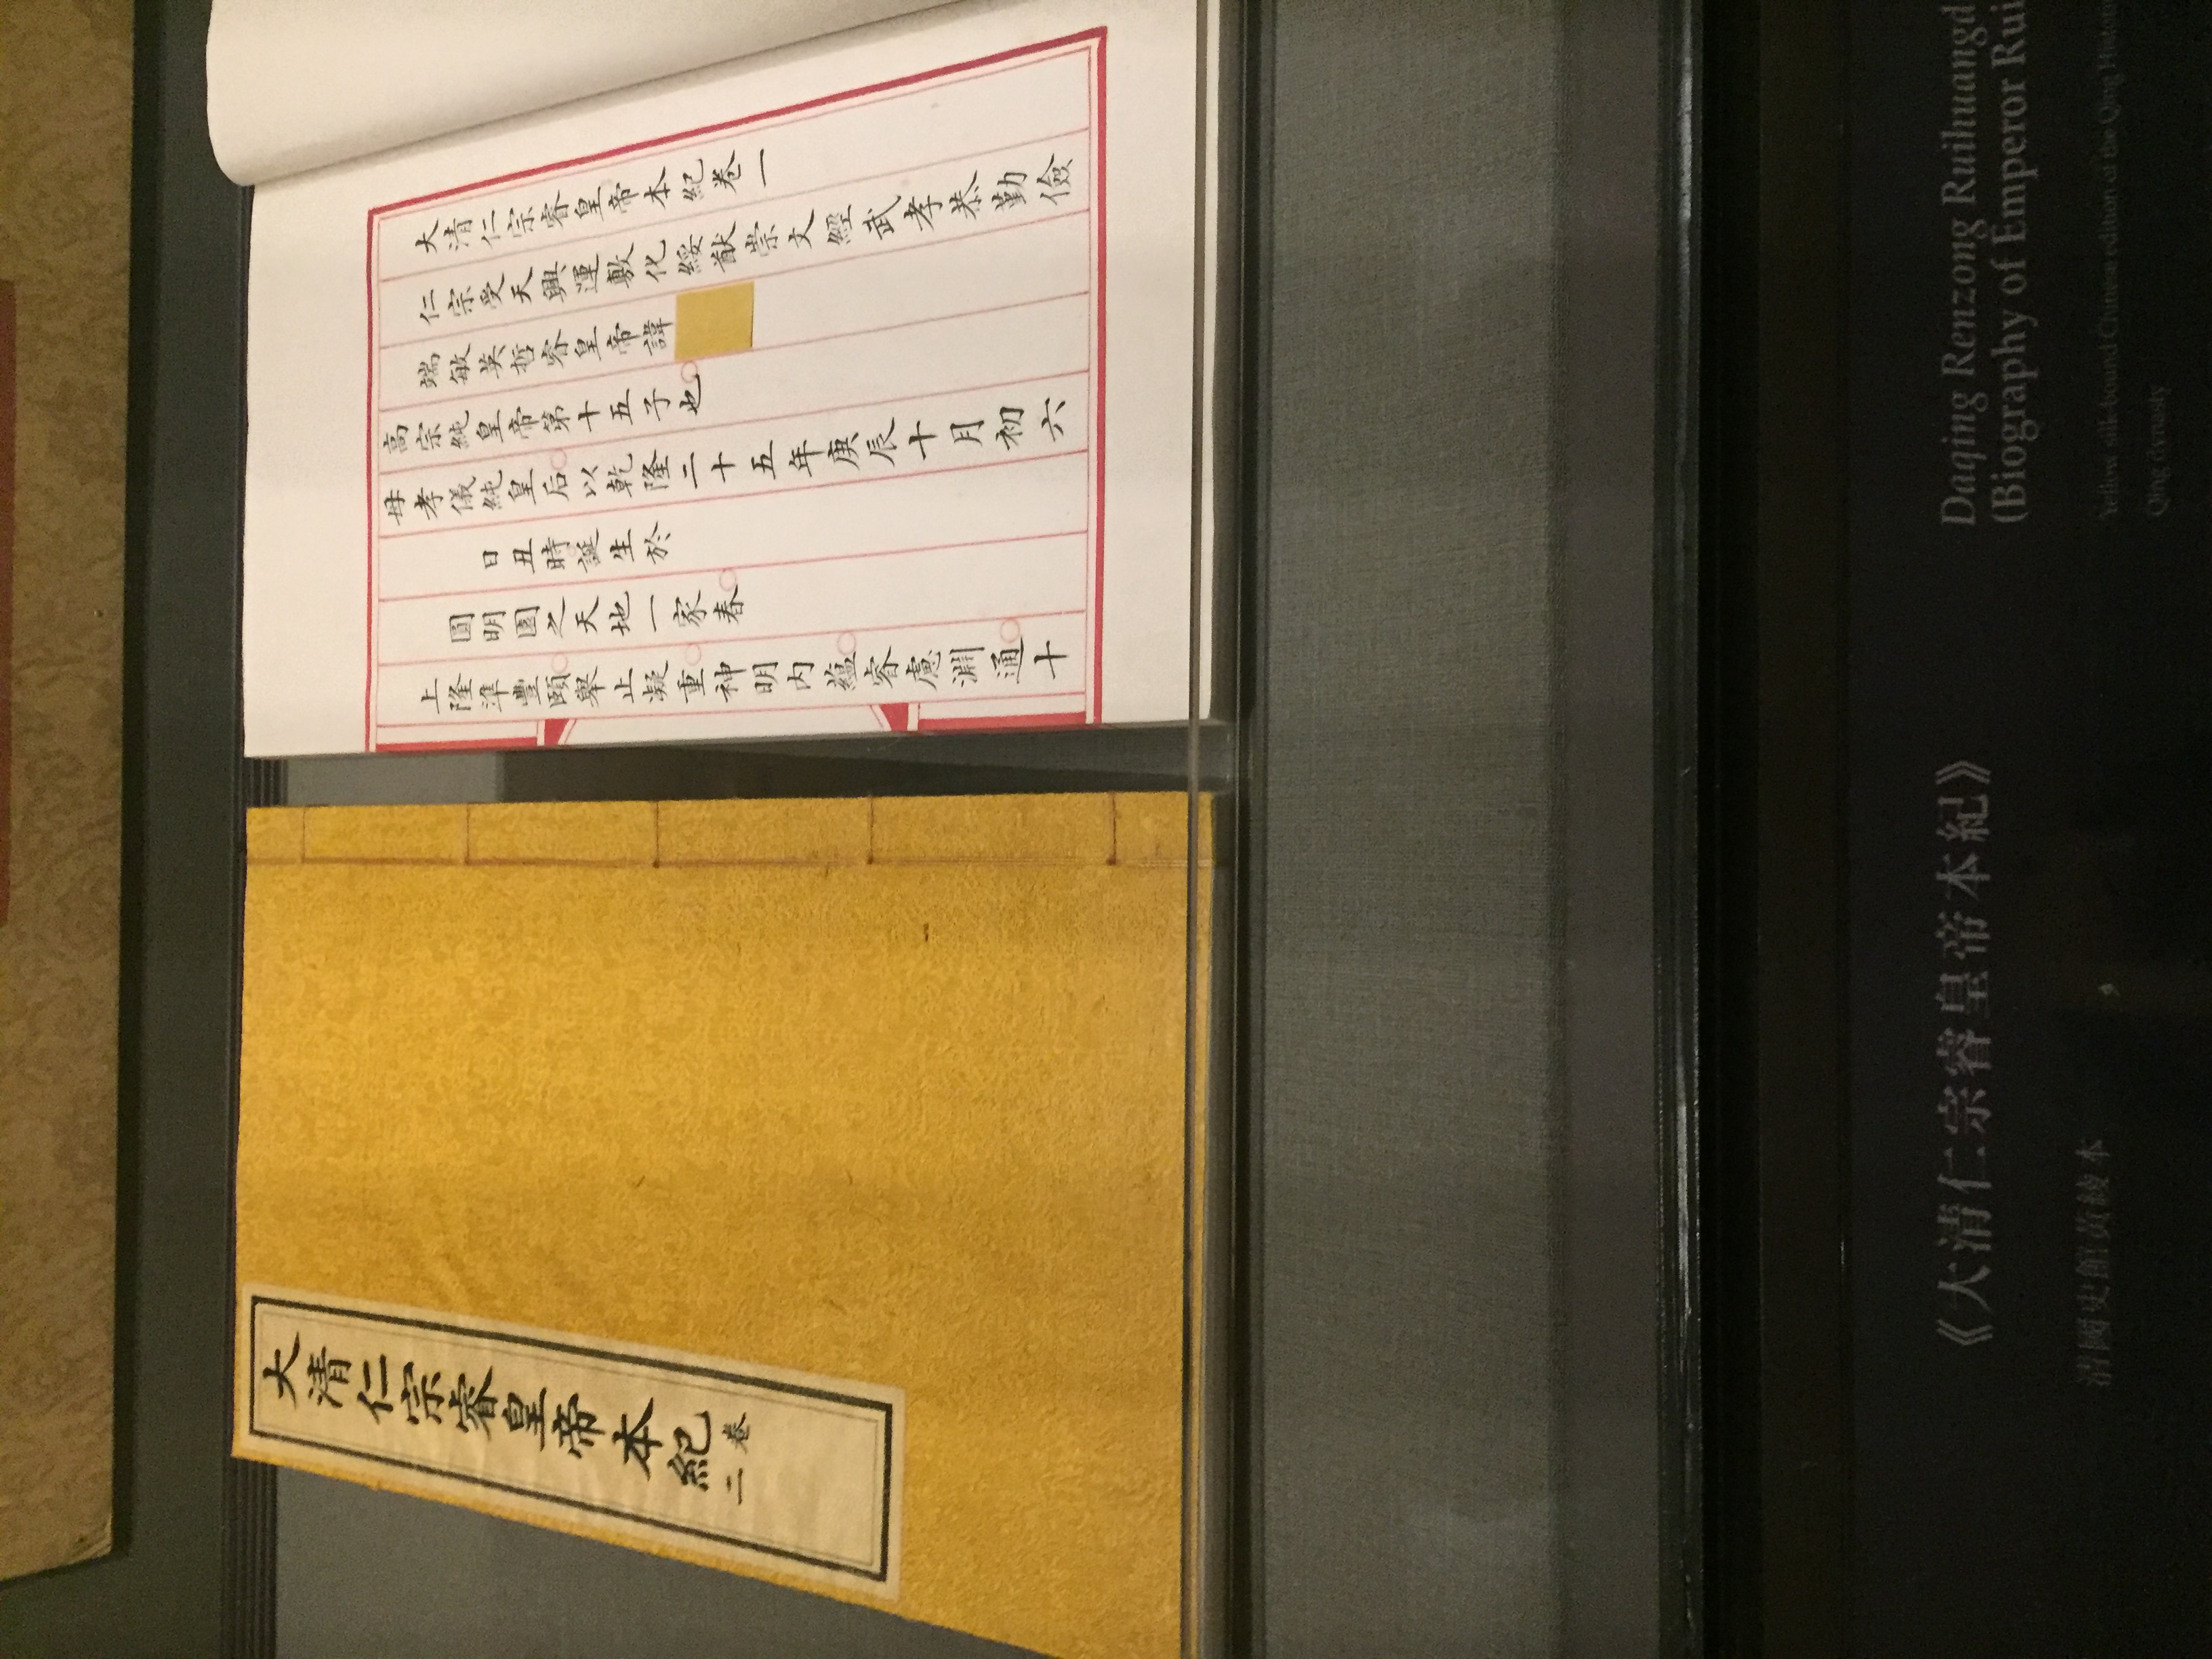 大清仁宗睿皇帝本紀
卷二
大清仁宗睿皇帝本紀卷一
仁宗受天興運敷化綏猷崇文經武孝恭勤儉
端敏英哲睿皇帝諱
高宗純皇帝第十五子也
母孝儀純皇后以乾隆二十五年庚辰十月初六
日丑時誕生於
圓明園之天地一家春
上隆準豐頤舉止凝重神明內蘊睿慮淵通十
《大清仁宗睿皇帝本紀》
清國史館黃綾本
Daqing Renzong Ruihuangd
(Biography of Emperor Rui
Yellow silk-bound Chinese edition of the Qing Histor
Qing dynasty